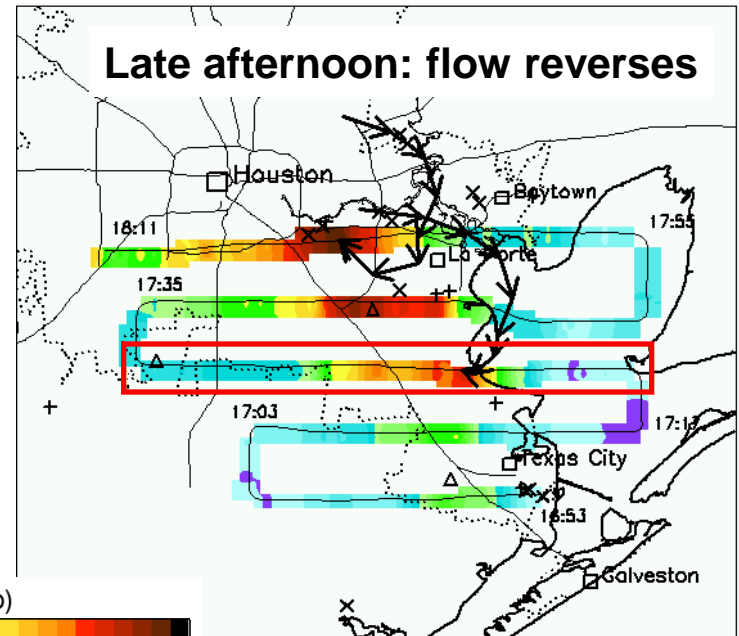 Late afternoon: flow reverses
Houston
Baytown
18:11
17:55
La Porte
17:35
17:03
17:17
Texas City
16:53
Galveston